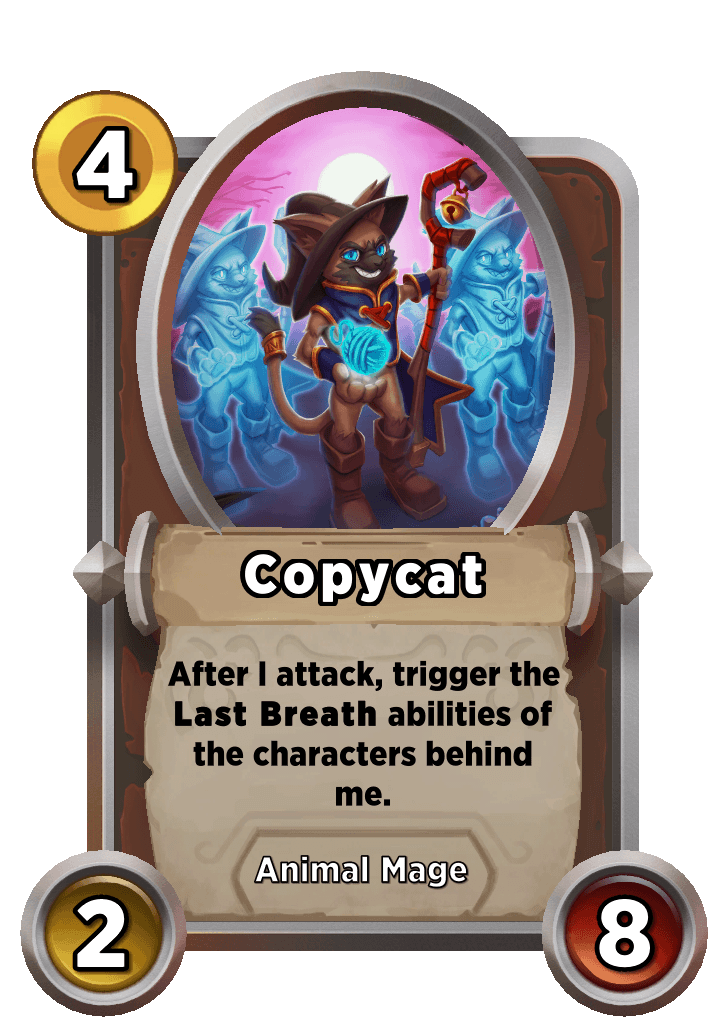 4
Copycat
After I attack, trigger the
Last Breath abilities of
the characters behind
me.
Animal Mage
2
8